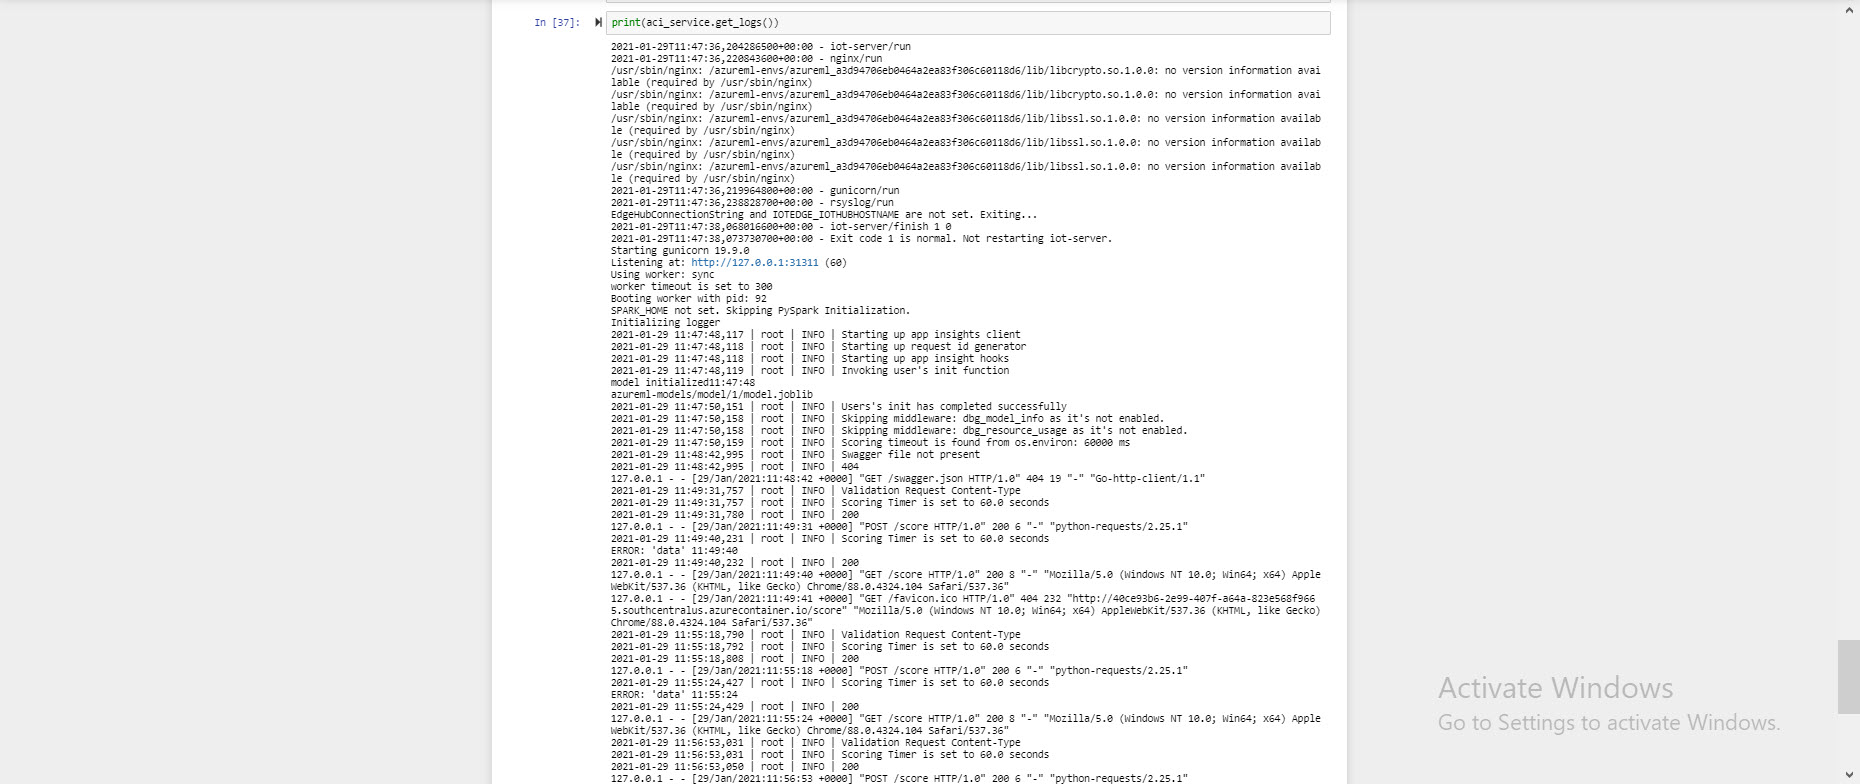 In [37]: print(aci_service.get_logs())
2021-01-29T11:47:36,204286500+00:00 - iot-server/run
2021-01-29T11:47:36,220843600+00:00 - nginx/run
/usr/sbin/nginx: /azureml-envs/azureml_a3d94706eb0464a2ea83f306c60118d6/lib/libcrypto.so.1.0.0: no version information avai
lable (required by /usr/sbin/nginx)
/usr/sbin/nginx: /azureml-envs/azureml_a3d94706eb0464a2ea83f306c60118d6/lib/libcrypto.so.1.0.0: no version information avai
lable (required by /usr/sbin/nginx)
/usr/sbin/nginx: /azureml-envs/azureml_a3d94706eb0464a2ea83f306c60118d6/lib/libssl.so.1.0.0: no version information availab
le (required by /usr/sbin/nginx)
/usr/sbin/nginx: /azureml-envs/azureml_a3d94706eb0464a2ea83f306c60118d6/lib/libssl.so.1.0.0: no version information availab
le (required by /usr/sbin/nginx)
/usr/sbin/nginx: /azureml-envs/azureml_a3d94706eb0464a2ea83f306c60118d6/lib/libssl.so.1.0.0: no version information availab
le (required by /usr/sbin/nginx)
2021-01-29T11:47:36,219964800+00:00 - gunicorn/run
2021-01-29T11:47:36,238828700+00:00 - rsyslog/run
EdgeHubConnectionString and IOTEDGE_IOTHUBHOSTNAME are not set. Exiting...
2021-01-29T11:47:38,068016600+00:00 - iot-server/finish 1 0
2021-01-29T11:47:38,073730700+00:00 - Exit code 1 is normal. Not restarting iot-server.
Starting gunicorn 19.9.0
Listening at: http://127.0.0.1:31311 (60)
Using worker: sync
worker timeout is set to 300
Booting worker with pid: 92
SPARK_HOME not set. Skipping PySpark Initialization.
Initializing logger
2021-01-29 11:47:48,117 | root | INFO | Starting up app insights client
2021-01-29 11:47:48,118 | root | INFO | Starting up request id generator
2021-01-29 11:47:48,118 | root | INFO | Starting up app insight hooks
2021-01-29 11:47:48,119 | root | INFO | Invoking user's init function
model initialized11:47:48
azureml-models/model/1/model.joblib
2021-01-29 11:47:50,151 | root | INFO | Users's init has completed successfully
2021-01-29 11:47:50,158 | root | INFO | Skipping middleware: dbg_model_info as it's not enabled.
2021-01-29 11:47:50,158 | root | INFO | Skipping middleware: dbg_resource_usage as it's not enabled.
2021-01-29 11:47:50,159 | root | INFO | Scoring timeout is found from os.environ: 60000 ms
2021-01-29 11:48:42,995 | root | INFO | Swagger file not present
2021-01-29 11:48:42,995 | root | INFO | 404
127.0.0.1 - - [29/Jan/2021:11:48:42 +0000] "GET /swagger.json HTTP/1.0" 404 19 "-" "Go-http-client/1.1"
2021-01-29 11:49:31,757 | root | INFO | Validation Request Content-Type
2021-01-29 11:49:31,757 | root | INFO | Scoring Timer is set to 60.0 seconds
2021-01-29 11:49:31,780 | root | INFO | 200
127.0.0.1 - - [29/Jan/2021:11:49:31 +0000] "POST /score HTTP/1.0" 200 6 "-" "python-requests/2.25.1"
2021-01-29 11:49:40,231 | root | INFO | Scoring Timer is set to 60.0 seconds
ERROR: 'data' 11:49:40
2021-01-29 11:49:40,232 | root | INFO | 200
127.0.0.1 - - [29/Jan/2021:11:49:40 +0000] "GET /score HTTP/1.0" 200 8 "-" "Mozilla/5.0 (Windows NT 10.0; Win64; x64) Apple
WebKit/537.36 (KHTML, like Gecko) Chrome/88.0.4324.104 Safari/537.36"
127.0.0.1 - - [29/Jan/2021:11:49:41 +0000] "GET /favicon.ico HTTP/1.0" 404 232 "http://40ce93b6-2e99-407f-a64a-823e568f966
5.southcentralus.azurecontainer.io/score" "Mozilla/5.0 (Windows NT 10.0; Win64; x64) AppleWebKit/537.36 (KHTML, like Gecko)
Chrome/88.0.4324.104 Safari/537.36"
2021-01-29 11:55:18,790 | root | INFO | Validation Request Content-Type
2021-01-29 11:55:18,792 | root | INFO | Scoring Timer is set to 60.0 seconds
2021-01-29 11:55:18,808 | root | INFO | 200
127.0.0.1 - - [29/Jan/2021:11:55:18 +0000] "POST /score HTTP/1.0" 200 6 "-" "python-requests/2.25.1"
2021-01-29 11:55:24,427 | root | INFO | Scoring Timer is set to 60.0 seconds
ERROR: 'data' 11:55:24
2021-01-29 11:55:24,429 | root | INFO | 200
127.0.0.1 - - [29/Jan/2021:11:55:24 +0000] "GET /score HTTP/1.0" 200 8 "-" "Mozilla/5.0 (Windows NT 10.0; Win64; x64) Apple
WebKit/537.36 (KHTML, like Gecko) Chrome/88.0.4324.104 Safari/537.36"
2021-01-29 11:56:53,031 | root | INFO | Validation Request Content-Type
2021-01-29 11:56:53,031 | root | INFO | Scoring Timer is set to 60.0 seconds
2021-01-29 11:56:53,050 | root | INFO | 200
127.0.0.1 - - [29/Jan/2021:11:56:53 +0000] "POST /score HTTP/1.0" 200 6 "-" "python-requests/2.25.1"
Activate Windows
Go to Settings to activate Windows.